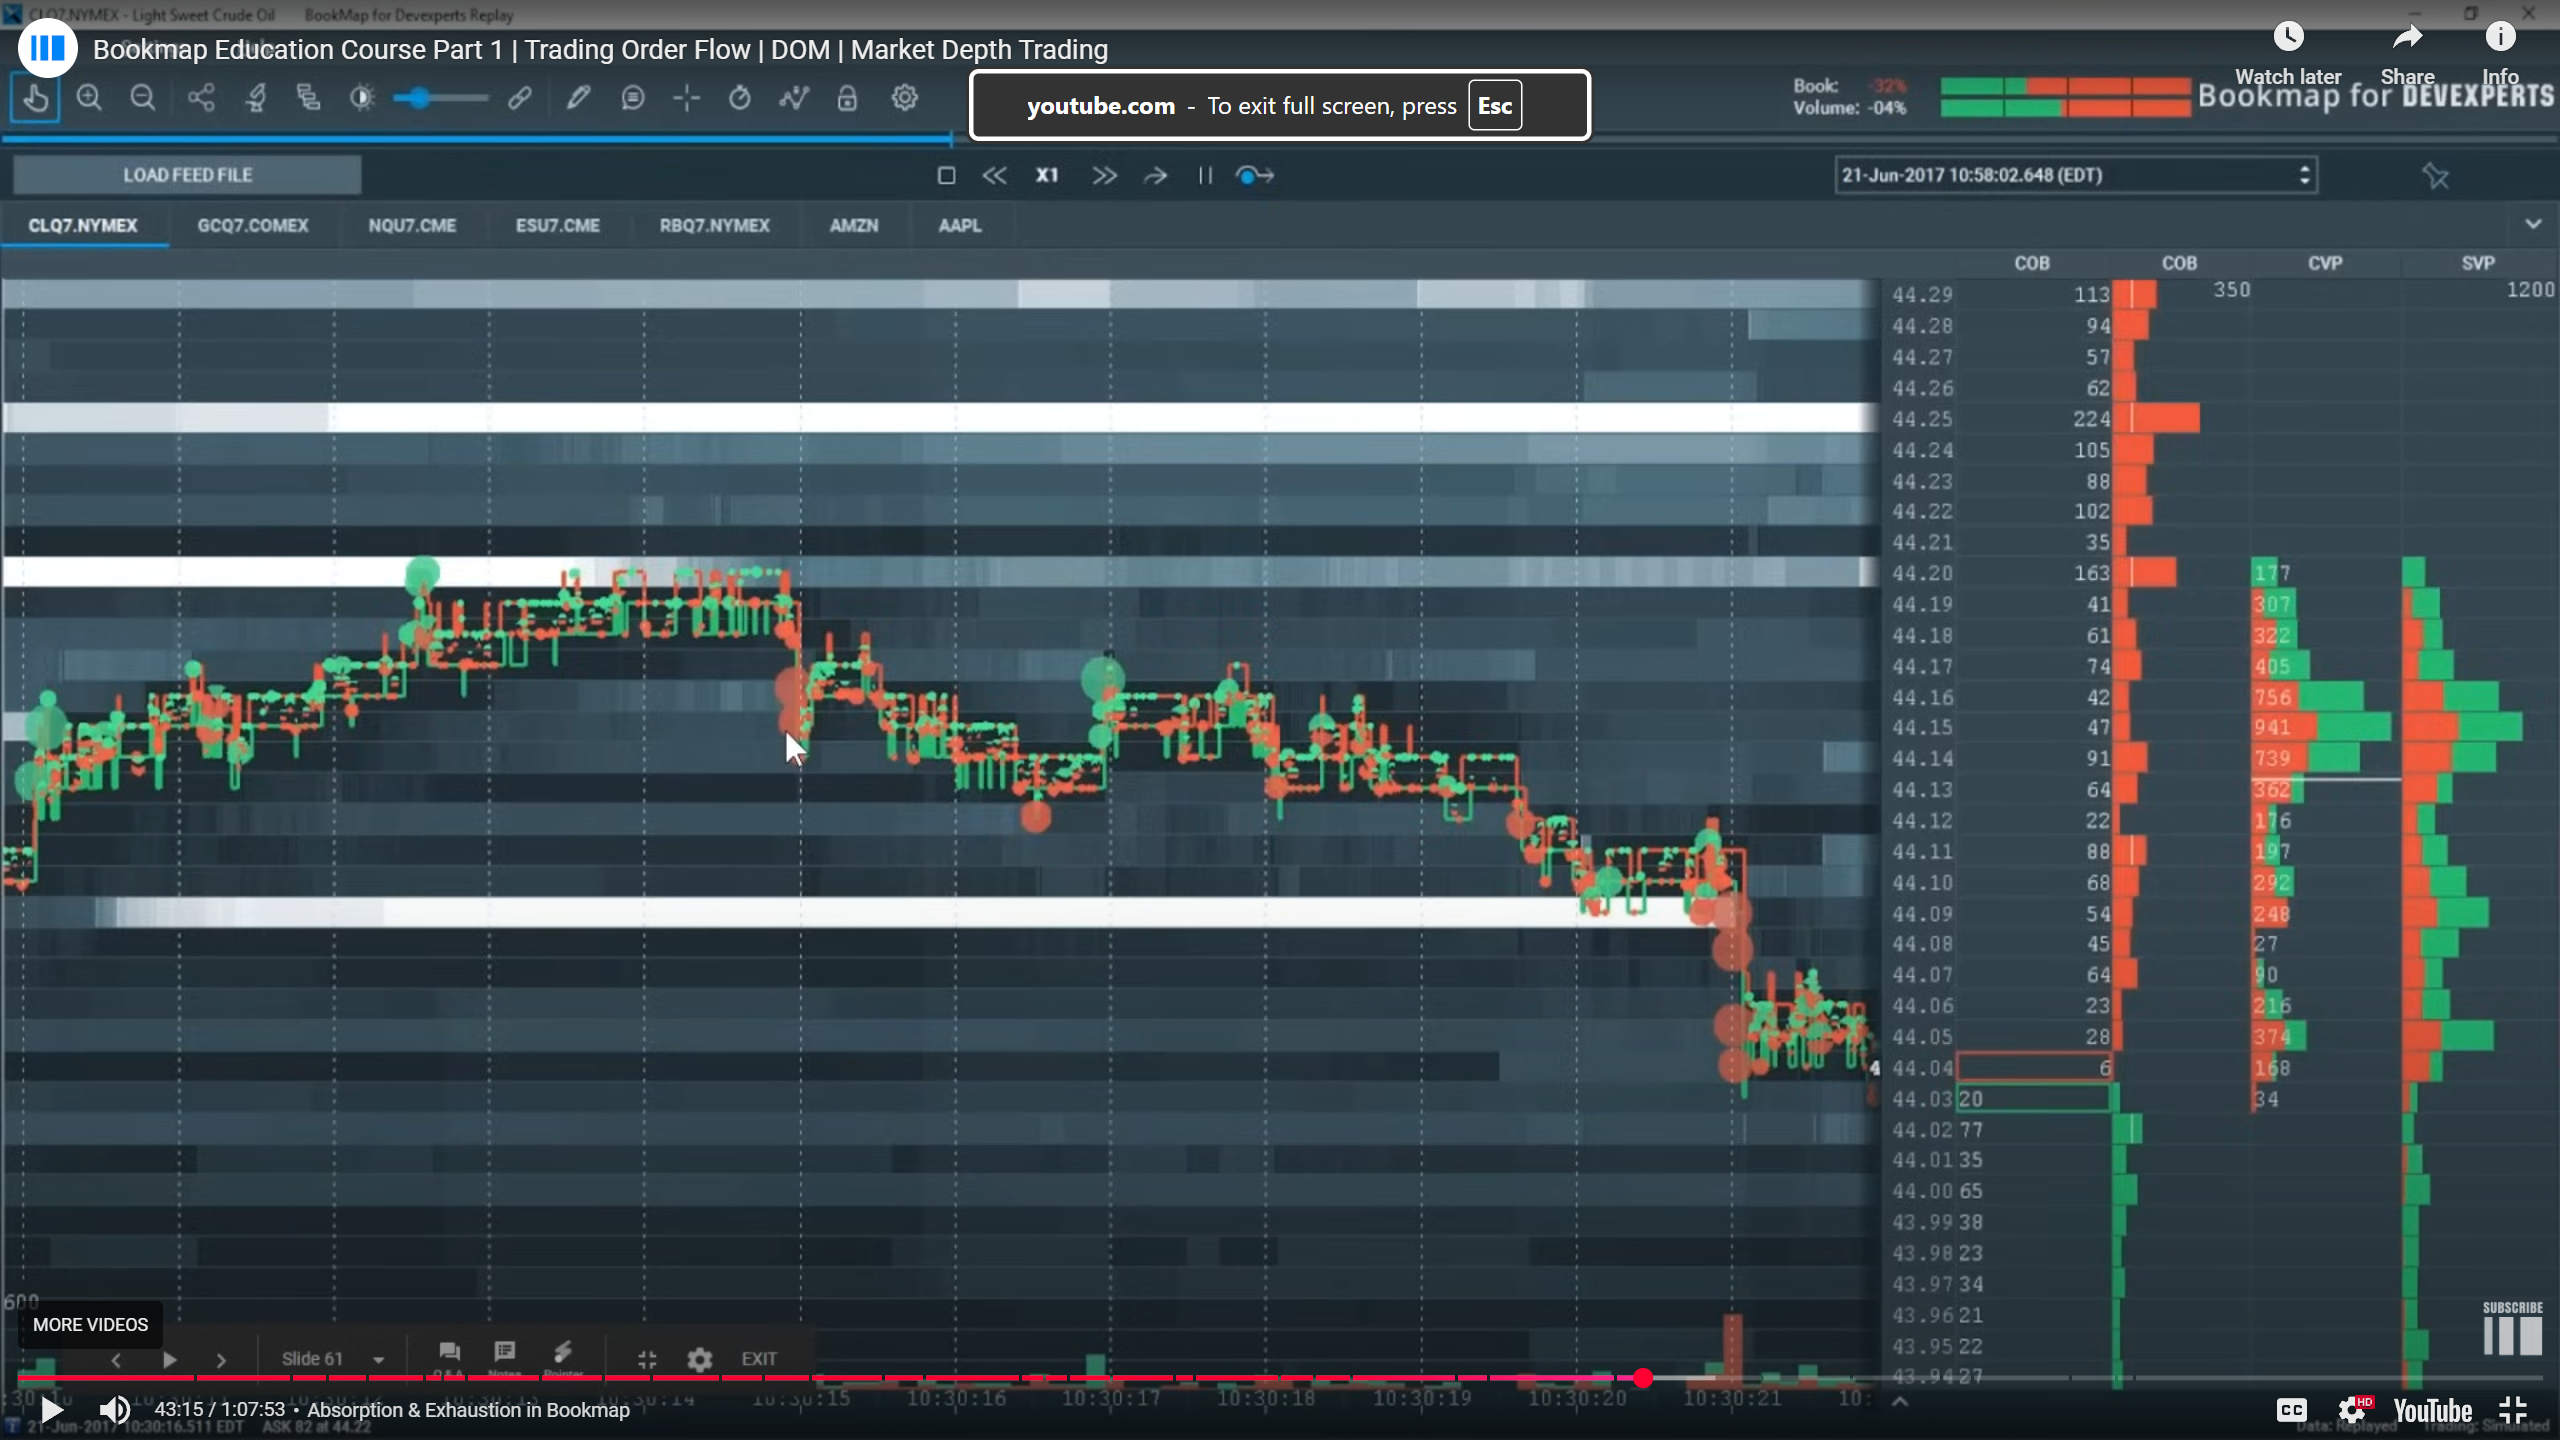 CLQ7.NYMEX - Light Sweet Crude Oil BookMap for Devexperts Replay
Bookmap Education Course Part 1 | Trading Order Flow | DOM | Market Depth Trading
Watch later Share Info
youtube.com - To exit full screen, press Esc
Book: -32%
Volume: -04%
Bookmap for DEVEXPERTS
LOAD FEED FILE X1 21-Jun-2017 10:58:02.648 (EDT)
CLQ7.NYMEX GCQ7.COMEX NQU7.CME ESU7.CME RBQ7.NYMEX AMZN AAPL
COB COB CVP SVP
350 1200
44.29 113
44.28 94
44.27 57
44.26 62
44.25 224
44.24 105
44.23 88
44.22 102
44.21 35
44.20 163 177
44.19 41 307
44.18 61 322
44.17 74 405
44.16 42 756
44.15 47 941
44.14 91 739
44.13 64 362
44.12 22 176
44.11 88 197
44.10 68 292
44.09 54 248
44.08 45 27
44.07 64 90
44.06 23 216
44.05 28 374
4 44.04 6 168
44.03 20 34
44.02 77
44.01 35
44.00 65
43.99 38
43.98 23
43.97 34
43.96 21
43.95 22
43.94 27
600
MORE VIDEOS
SUBSCRIBE
Slide 61 Q&A Notes Pointer EXIT
10:30:15 10:30:16 10:30:17 10:30:18 10:30:19 10:30:20 10:30:21 10:
43:15 / 1:07:53 • Absorption & Exhaustion in Bookmap
CC HD YouTube
21-Jun-2017 10:30:16.511 EDT ASK 82 at 44.22
Data: Replayed Trading: Simulated